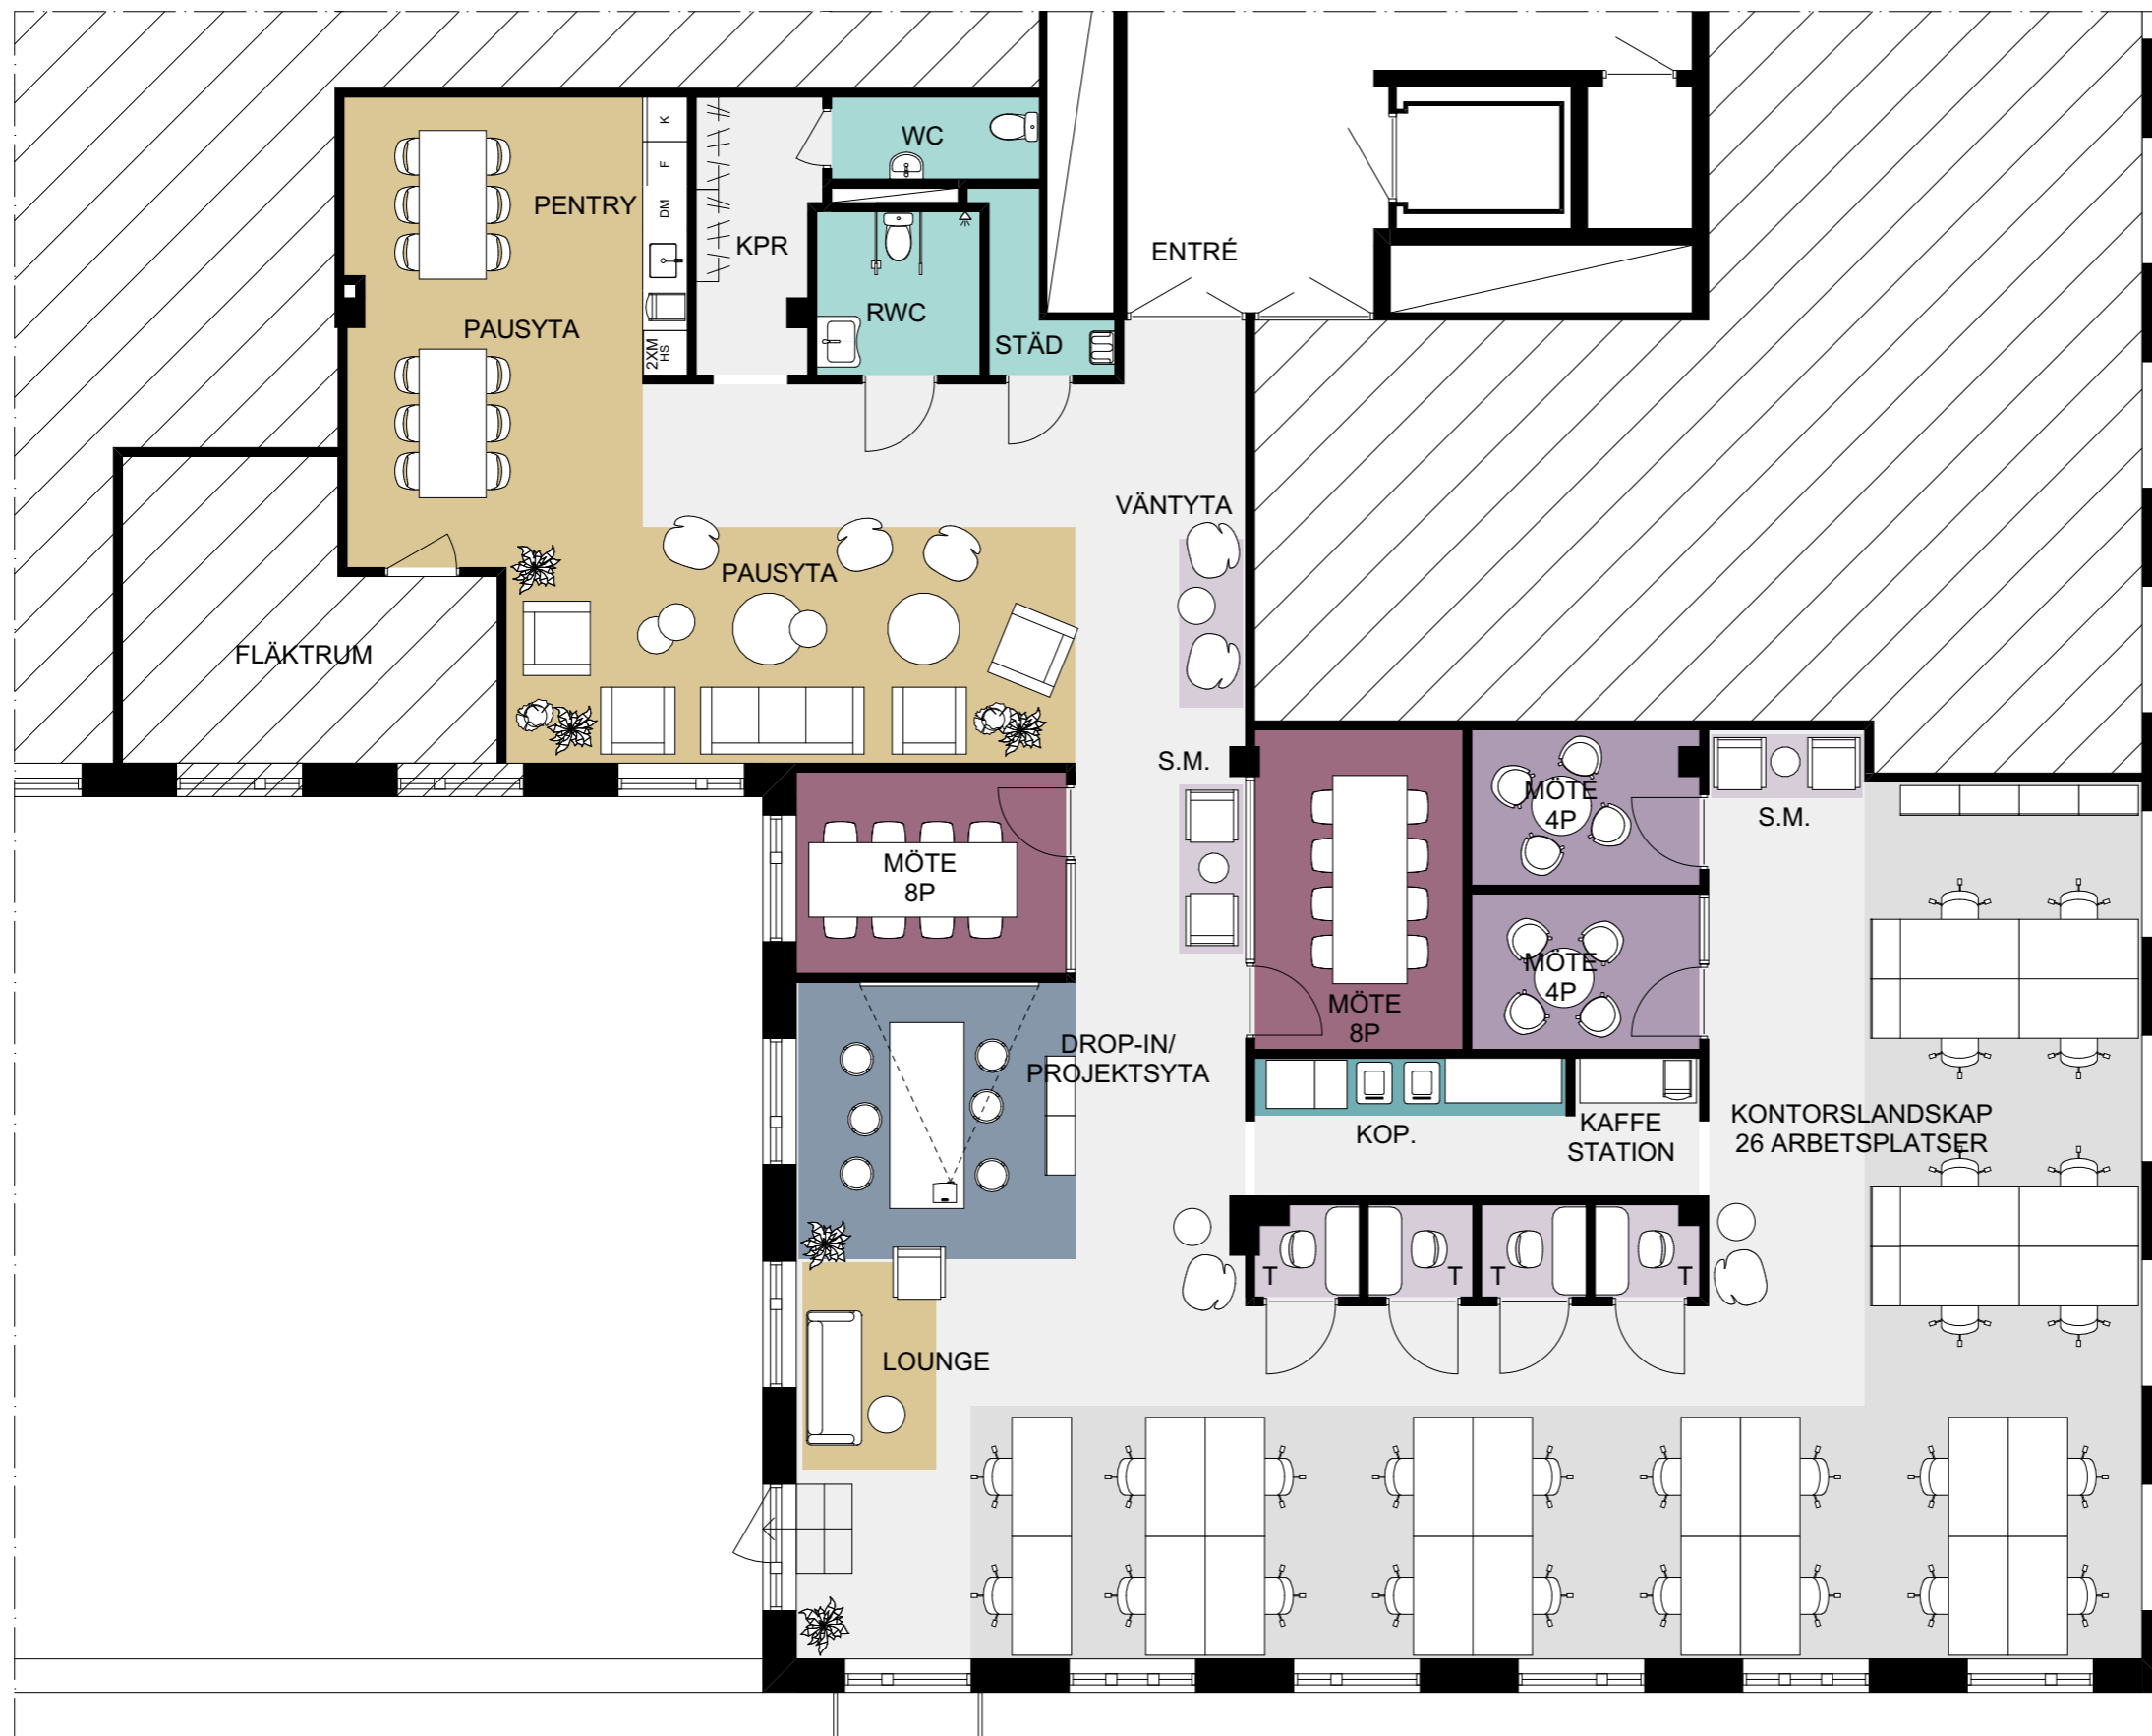 WC
K
F
DM
PENTRY
KPR
ENTRÉ
RWC
PAUSYTA
STÄD
2XM
HS
VÄNTYTA
PAUSYTA
FLÄKTRUM
S.M.
MÖTE
4P
S.M.
MÖTE
8P
MÖTE
4P
MÖTE
8P
DROP-IN/
PROJEKTSYTA
KOP.
KAFFE
STATION
KONTORSLANDSKAP
26 ARBETSPLATSER
T
T
T
T
LOUNGE